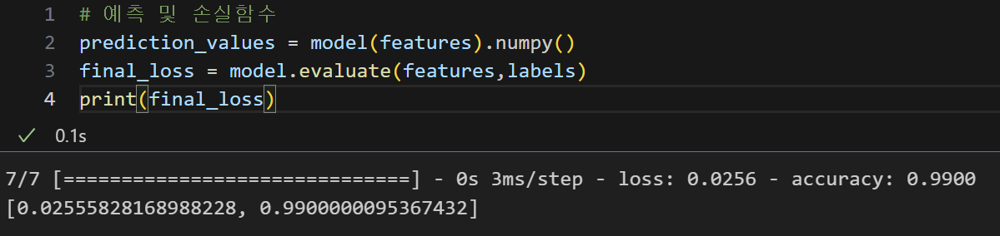 1 # 예측 및 손실함수
2 prediction_values = model(features).numpy()
3 final_loss = model.evaluate(features,labels)
4 print(final_loss)
✓ 0.1s
7/7 [==============================] - 0s 3ms/step - loss: 0.0256 - accuracy: 0.9900
[0.02555828168988228, 0.9900000095367432]